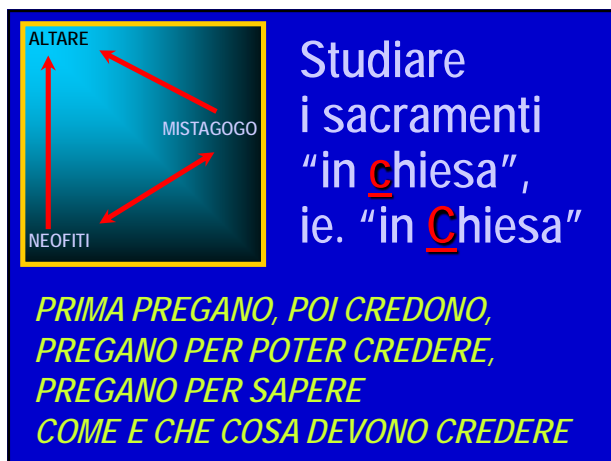 ALTARE
MISTAGOGO
NEOFITI
Studiare
i sacramenti
“in chiesa”,
ie. “in Chiesa”
PRIMA PREGANO, POI CREDONO,
PREGANO PER POTER CREDERE,
PREGANO PER SAPERE
COME E CHE COSA DEVONO CREDERE